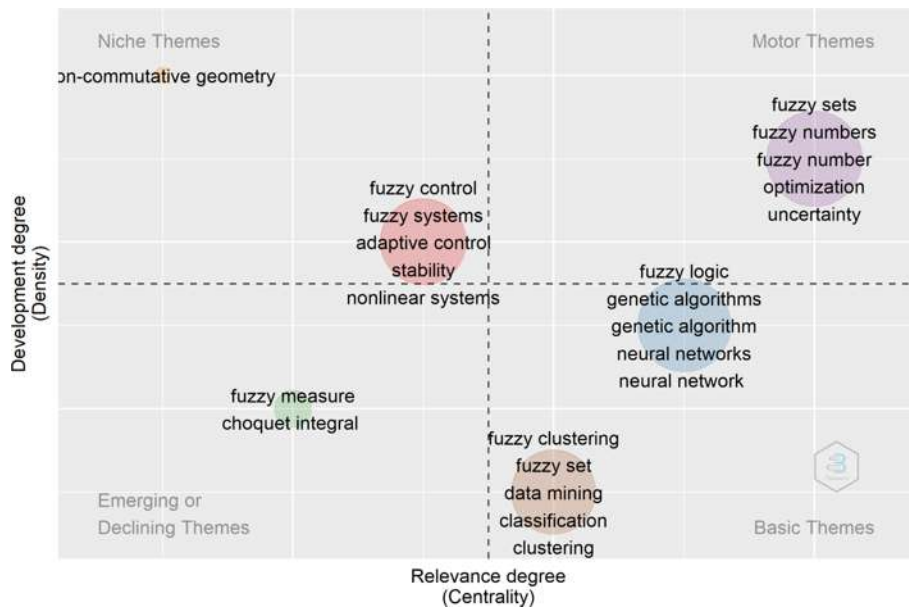 Niche Themes
Motor Themes
on-commutative geometry
fuzzy sets
fuzzy numbers
fuzzy number
optimization
uncertainty
fuzzy control
fuzzy systems
adaptive control
stability
nonlinear systems
fuzzy logic
genetic algorithms
genetic algorithm
neural networks
neural network
fuzzy measure
choquet integral
fuzzy clustering
fuzzy set
data mining
classification
clustering
Emerging or
Declining Themes
Basic Themes
Development degree
(Density)
Relevance degree
(Centrality)